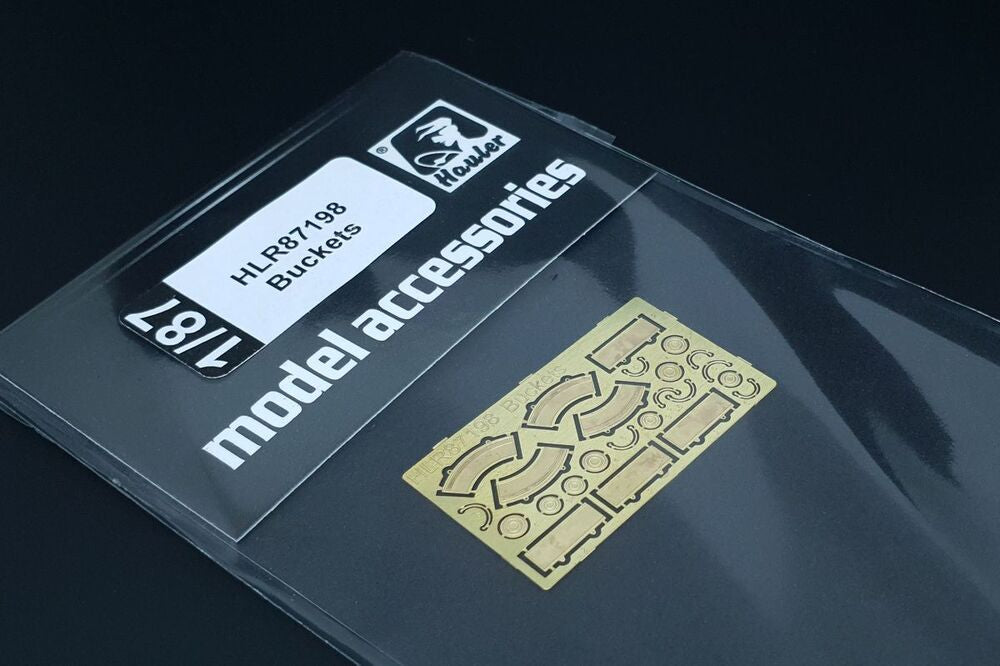 ®
Hauler
HLR87198
Buckets
1/87
model accessories
HLR87198 Buckets